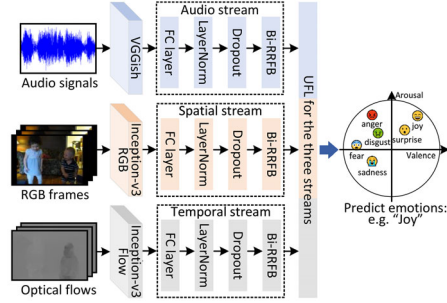 Audio stream
VGGish
FC layer
LayerNorm
Dropout
Bi-RRFB
Audio signals
Spatial stream
Inception-v3
RGB
FC layer
LayerNorm
Dropout
Bi-RRFB
RGB frames
Temporal stream
Inception-v3
Flow
FC layer
LayerNorm
Dropout
Bi-RRFB
Optical flows
UFL for the three streams
Arousal
anger
joy
disgust
surprise
fear
Valence
sadness
Predict emotions:
e.g. “Joy”